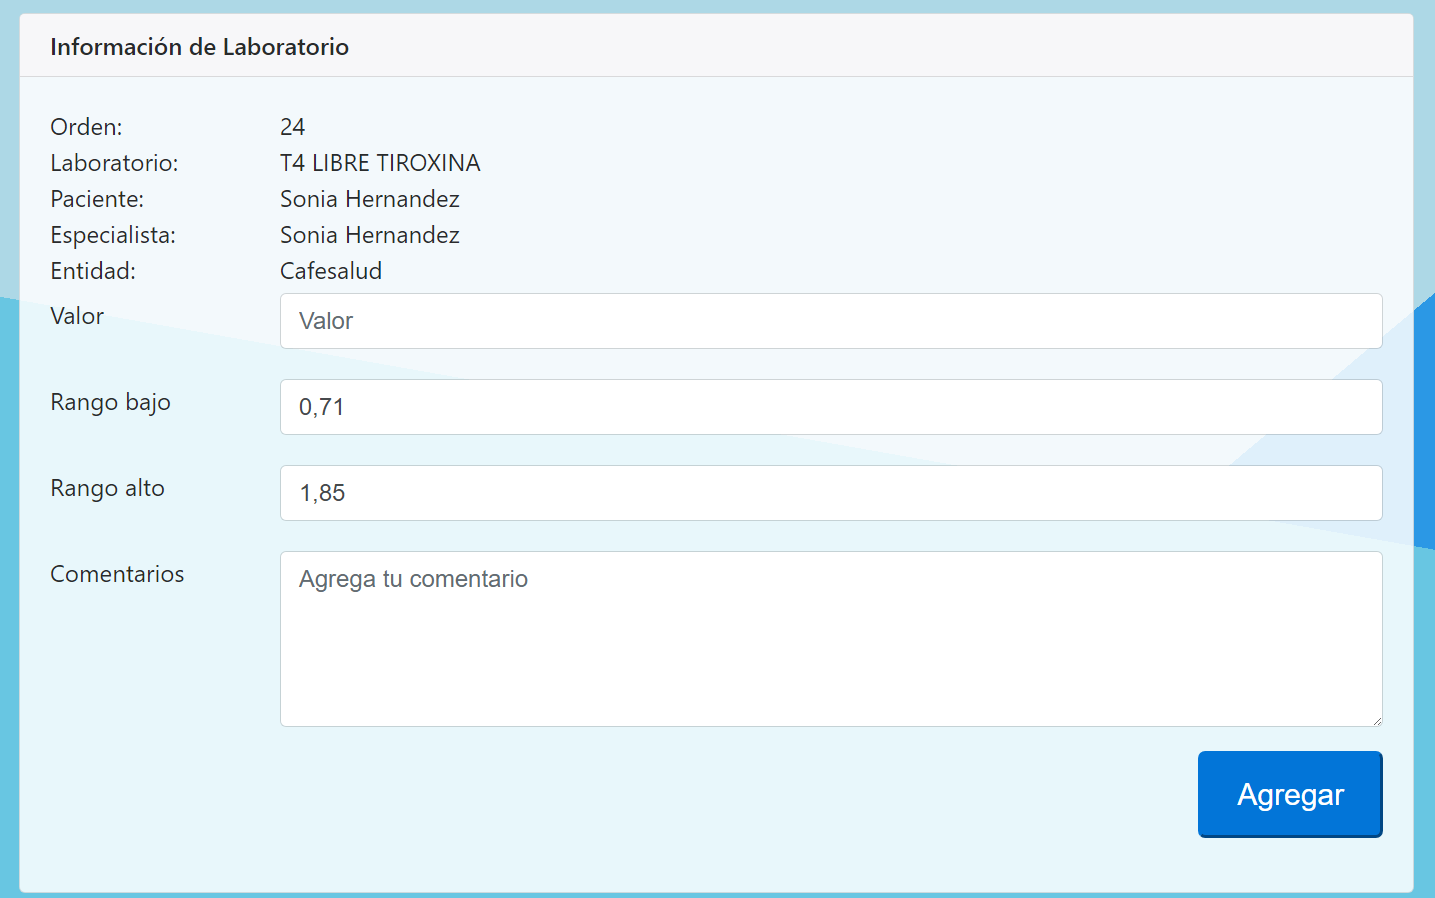 Información de Laboratorio
Orden: 24
Laboratorio: T4 LIBRE TIROXINA
Paciente: Sonia Hernandez
Especialista: Sonia Hernandez
Entidad: Cafesalud
Valor Valor
Rango bajo 0,71
Rango alto 1,85
Comentarios Agrega tu comentario
Agregar